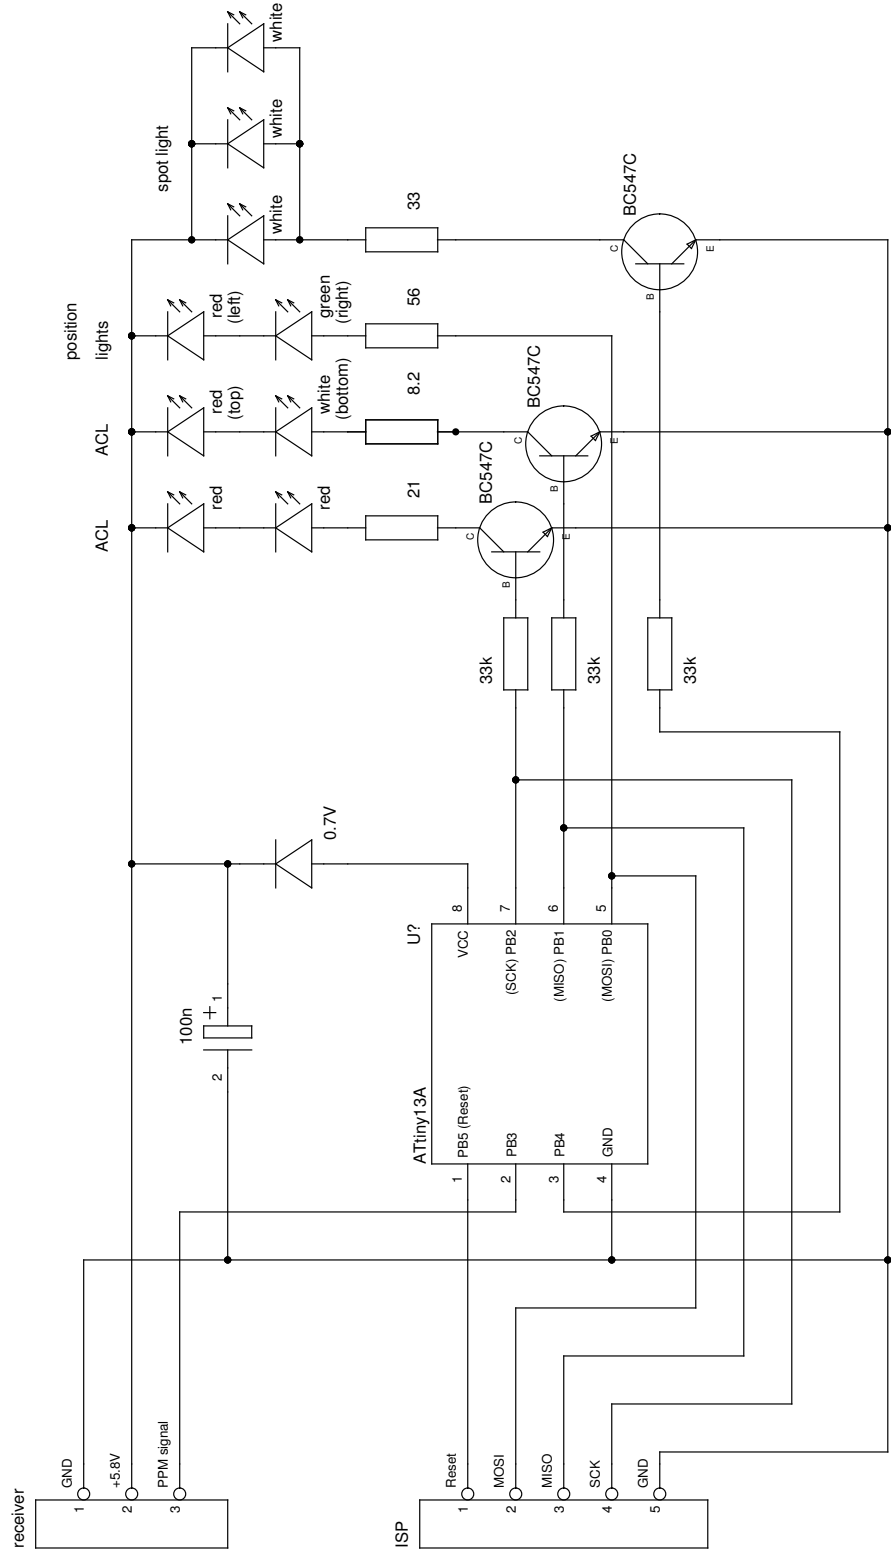 receiver
1
GND
2
+5.8V
3
PPM signal
ISP
1
Reset
2
MOSI
3
MISO
4
SCK
5
GND
100n
+
1
2
0.7V
ATtiny13A
U?
1
PB5 (Reset)
2
PB3
3
PB4
4
GND
8
VCC
7
(SCK) PB2
6
(MISO) PB1
5
(MOSI) PB0
33k
33k
33k
ACL
red
red
21
BC547C
C
B
E
ACL
red
(top)
white
(bottom)
8.2
BC547C
C
B
E
position
lights
red
(left)
green
(right)
56
spot light
white
white
white
33
BC547C
C
B
E